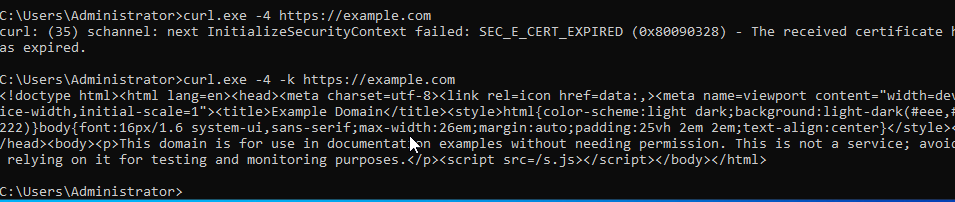 C:\Users\Administrator>curl.exe -4 https://example.com
curl: (35) schannel: next InitializeSecurityContext failed: SEC_E_CERT_EXPIRED (0x80090328) - The received certificate h
as expired.
C:\Users\Administrator>curl.exe -4 -k https://example.com
<!doctype html><html lang=en><head><meta charset=utf-8><link rel=icon href=data:,><meta name=viewport content="width=dev
ice-width,initial-scale=1"><title>Example Domain</title><style>html{color-scheme:light dark;background:light-dark(#eee,#
222)}body{font:16px/1.6 system-ui,sans-serif;max-width:26em;margin:auto;padding:25vh 2em 2em;text-align:center}</style><
/head><body><p>This domain is for use in documentation examples without needing permission. This is not a service; avoid
relying on it for testing and monitoring purposes.</p><script src=/s.js></script></body></html>
C:\Users\Administrator>